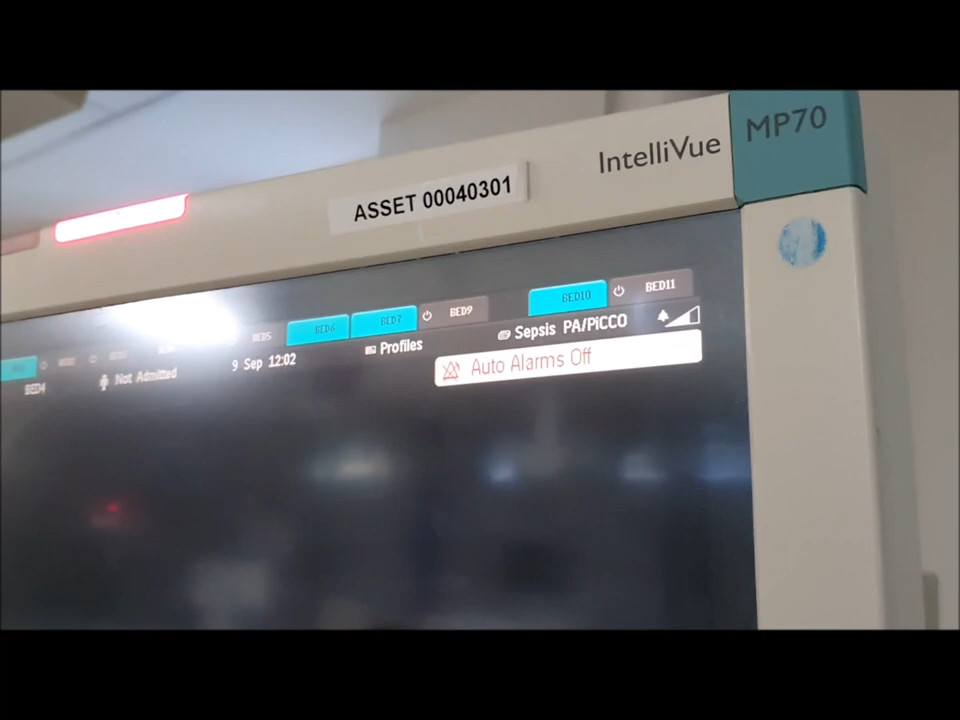 MP70
IntelliVue
ASSET 00040301
BED5 BED6 BED7 BED9 BED10 BED11
BED4 Not Admitted 9 Sep 12:02 Profiles Sepsis PA/PiCCO
Auto Alarms Off